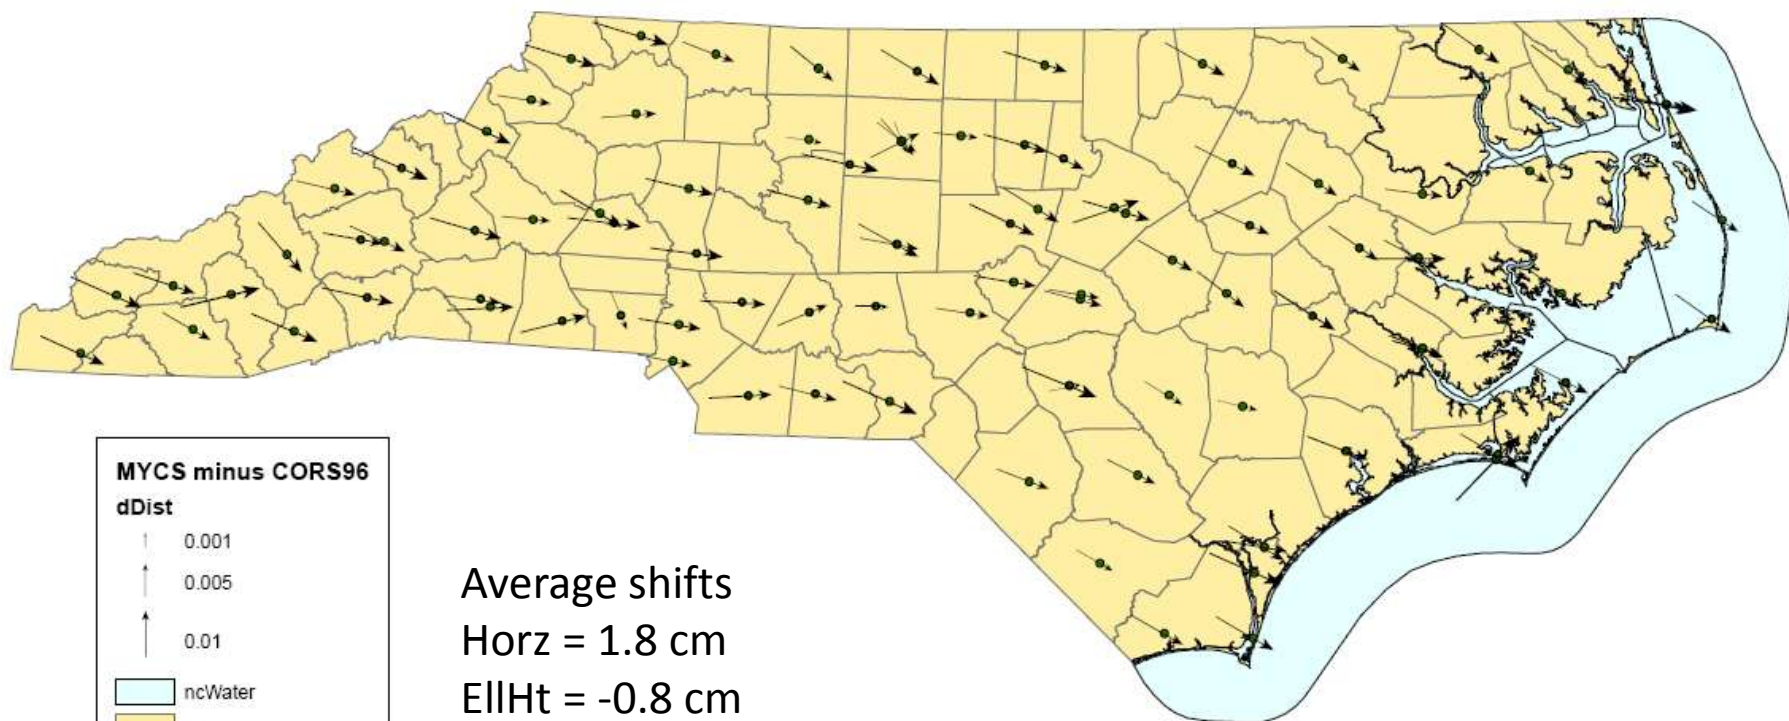 MYCS minus CORS96
dDist
0.001
0.005
0.01
ncWater
Average shifts
Horz = 1.8 cm
EllHt = -0.8 cm